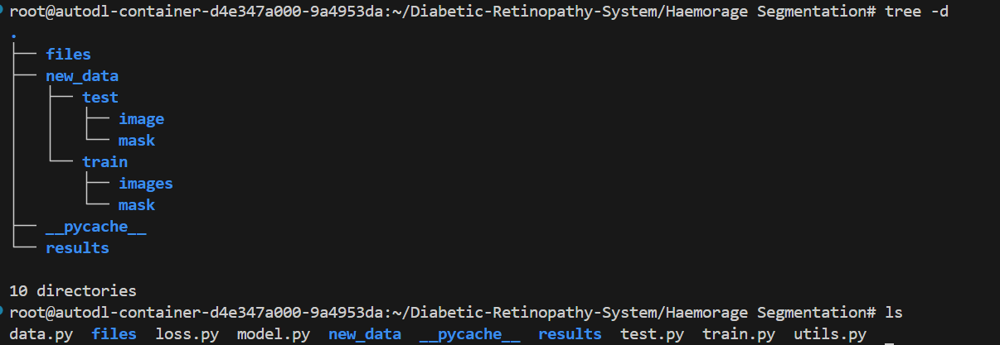 root@autodl-container-d4e347a000-9a4953da:~/Diabetic-Retinopathy-System/Haemorage Segmentation# tree -d
.
├── files
├── new_data
│   ├── test
│   │   ├── image
│   │   └── mask
│   └── train
│       ├── images
│       └── mask
├── __pycache__
└── results
10 directories
root@autodl-container-d4e347a000-9a4953da:~/Diabetic-Retinopathy-System/Haemorage Segmentation# ls
data.py  files  loss.py  model.py  new_data  __pycache__  results  test.py  train.py  utils.py